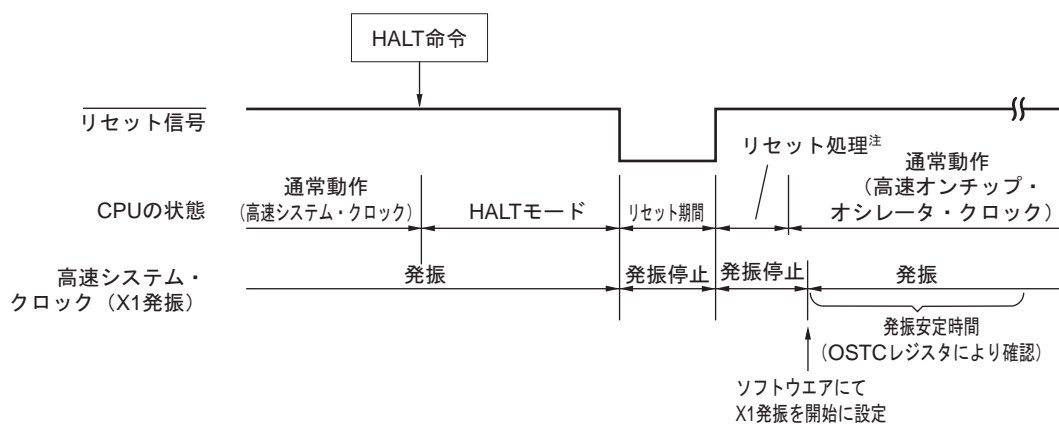 HALT命令
リセット信号
リセット処理注
通常動作
(高速オンチップ・
オシレータ・クロック)
通常動作
(高速システム・クロック)
CPUの状態
HALTモード
リセット期間
高速システム・
クロック（X1発振）
発振
発振停止
発振停止
発振
発振安定時間
(OSTCレジスタにより確認)
ソフトウエアにて
X1発振を開始に設定